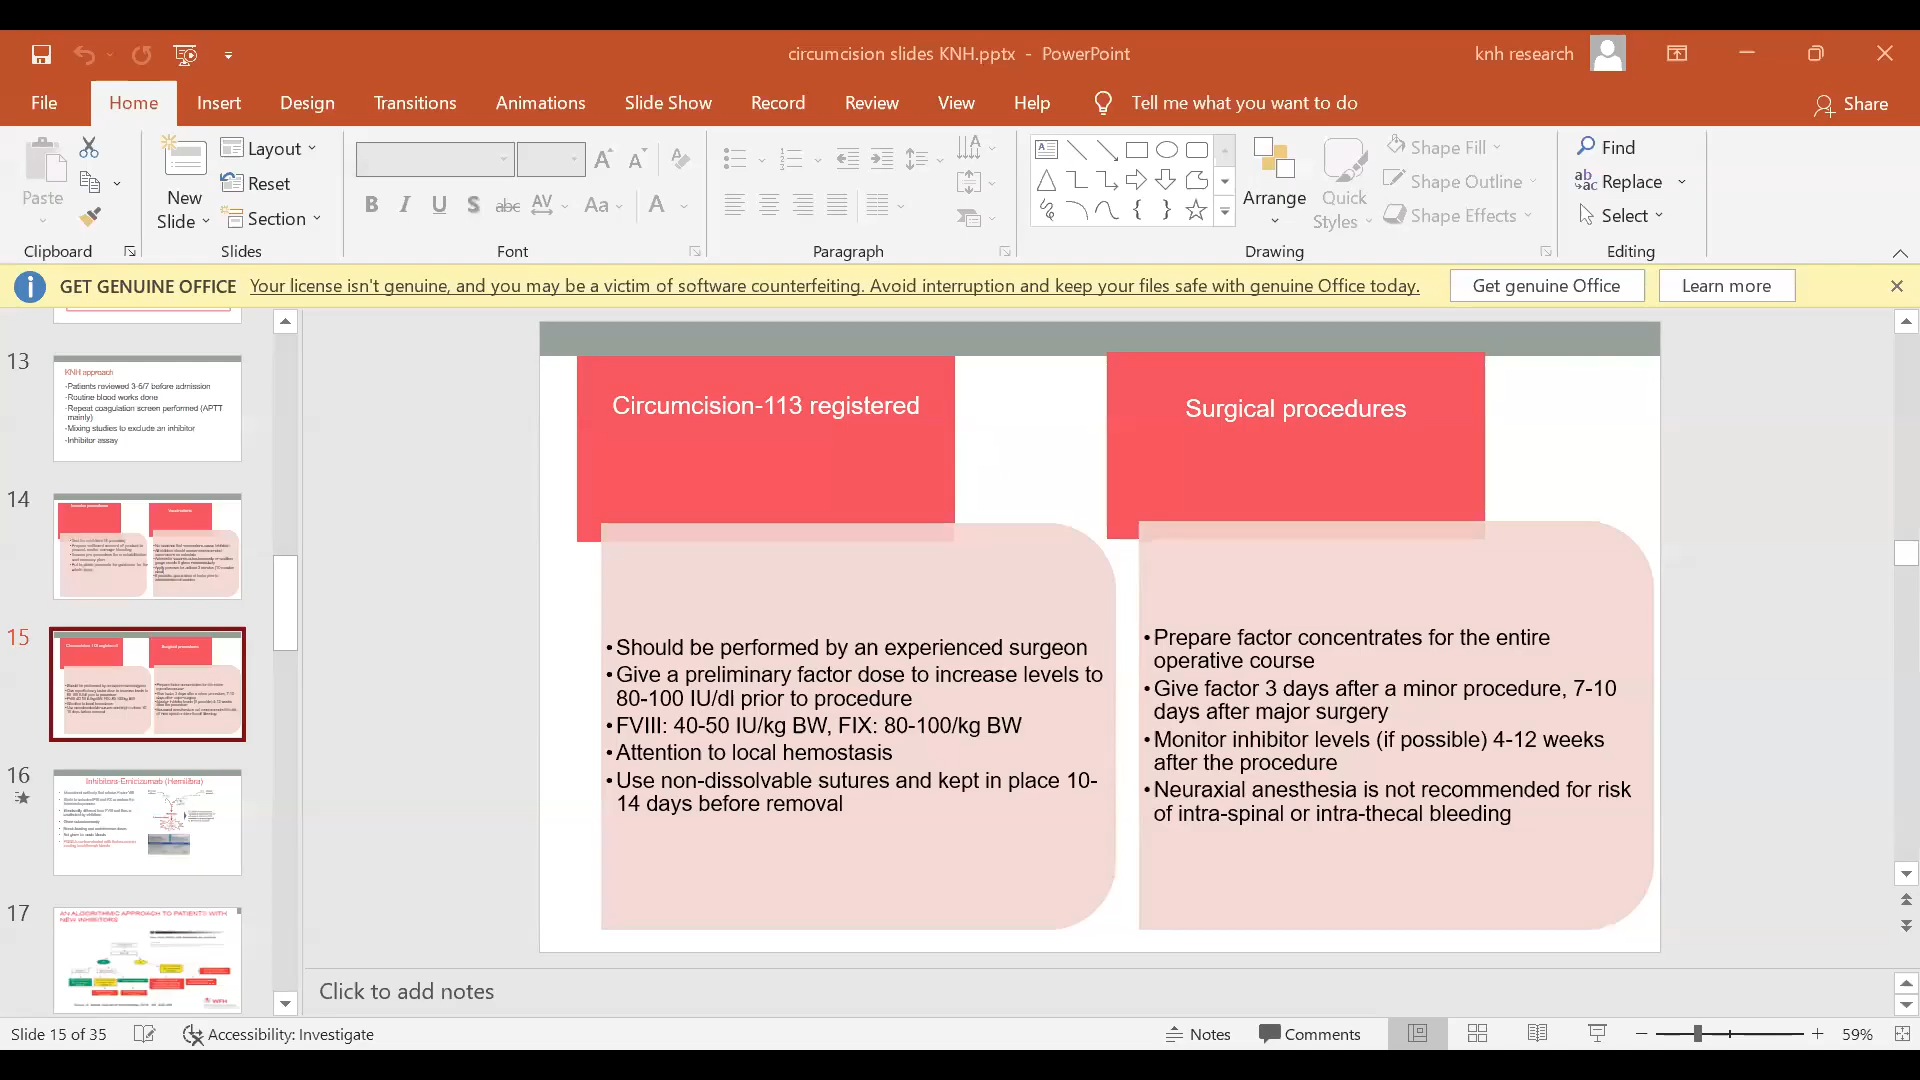 circumcision slides KNH.pptx - PowerPoint
knh research
File
Home
Insert
Design
Transitions
Animations
Slide Show
Record
Review
View
Help
Tell me what you want to do
Share
Paste
New
Slide
Layout
Reset
Section
B I U S abc AV Aa A
Arrange
Quick
Styles
Shape Fill
Shape Outline
Shape Effects
Find
Replace
Select
Clipboard
Slides
Font
Paragraph
Drawing
Editing
GET GENUINE OFFICE Your license isn't genuine, and you may be a victim of software counterfeiting. Avoid interruption and keep your files safe with genuine Office today.
Get genuine Office
Learn more
13
KNH approach
-Patients reviewed 3-6/7 before admission
-Routine blood works done
-Repeat coagulation screen performed (APTT
mainly)
-Mixing studies to exclude an inhibitor
-Inhibitor assay
14
15
16
Inhibitors-Emicizumab (Hemlibra)
17
AN ALGORITHMIC APPROACH TO PATIENTS WITH
NEW INHIBITORS
Circumcision-113 registered
•Should be performed by an experienced surgeon
•Give a preliminary factor dose to increase levels to
80-100 IU/dl prior to procedure
•FVIII: 40-50 IU/kg BW, FIX: 80-100/kg BW
•Attention to local hemostasis
•Use non-dissolvable sutures and kept in place 10-
14 days before removal
Surgical procedures
•Prepare factor concentrates for the entire
operative course
•Give factor 3 days after a minor procedure, 7-10
days after major surgery
•Monitor inhibitor levels (if possible) 4-12 weeks
after the procedure
•Neuraxial anesthesia is not recommended for risk
of intra-spinal or intra-thecal bleeding
Click to add notes
Slide 15 of 35
Accessibility: Investigate
Notes
Comments
59%